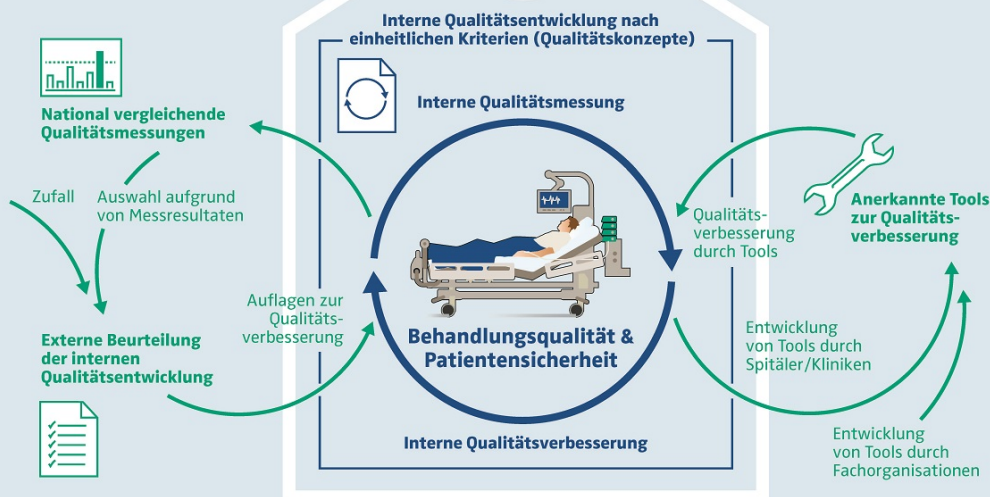 Interne Qualitätsentwicklung nach
einheitlichen Kriterien (Qualitätskonzepte)
Interne Qualitätsmessung
National vergleichende
Qualitätsmessungen
Zufall
Auswahl aufgrund
von Messresultaten
Externe Beurteilung
der internen
Qualitätsentwicklung
Auflagen zur
Qualitäts-
verbesserung
Behandlungsqualität &
Patientensicherheit
Interne Qualitätsverbesserung
Qualitäts-
verbesserung
durch Tools
Anerkannte Tools
zur Qualitäts-
verbesserung
Entwicklung
von Tools durch
Spitäler/Kliniken
Entwicklung
von Tools durch
Fachorganisationen